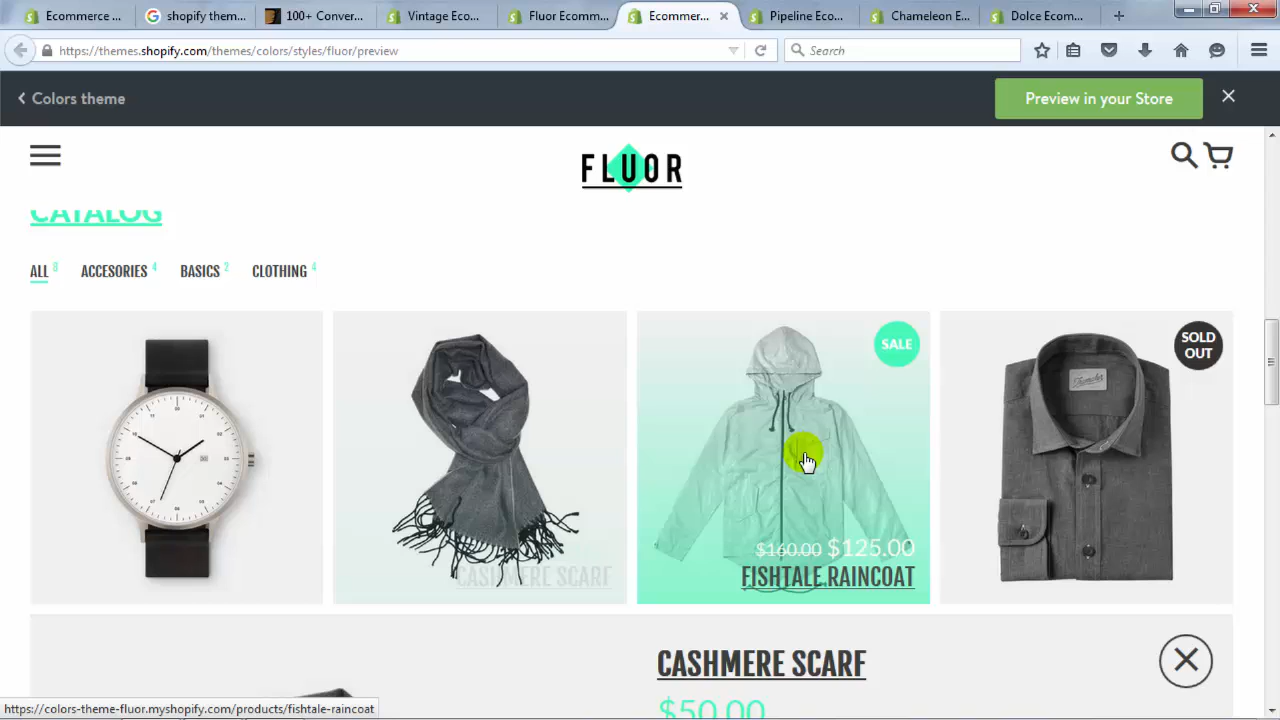 Ecommerce ...
shopify them...
100+ Conver...
Vintage Eco...
Fluor Ecomm...
Ecommer...
Pipeline Eco...
Chameleon E...
Dolce Ecom...
https://themes.shopify.com/themes/colors/styles/fluor/preview
Search
Colors theme
Preview in your Store
FLUOR
CATALOG
ALL 8
ACCESORIES 4
BASICS 2
CLOTHING 4
SALE
SOLD
OUT
$160.00 $125.00
CASHMERE SCARF
FISHTALE RAINCOAT
CASHMERE SCARF
$50.00
https://colors-theme-fluor.myshopify.com/products/fishtale-raincoat